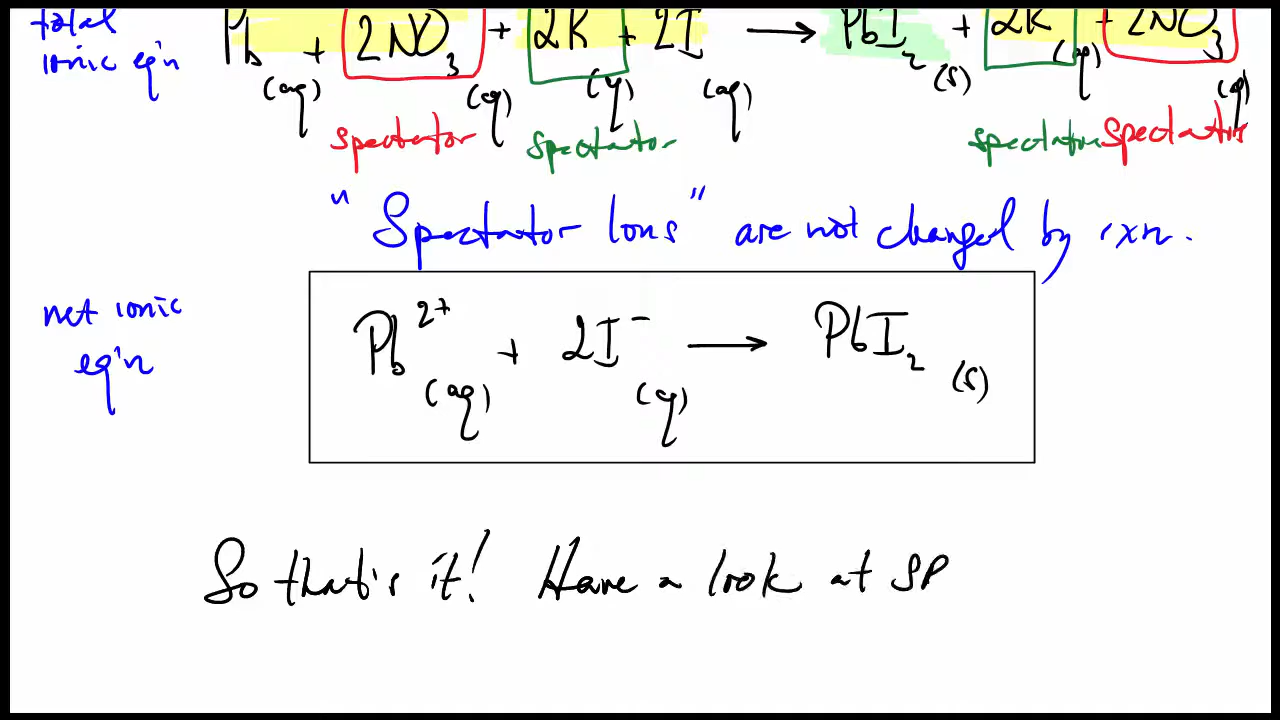 total
ionic eq'n
Pb (aq) + 2NO₃ (aq) + 2K (aq) + 2I (aq) → PbI₂ (s) + 2K (aq) + 2NO₃ (aq)
spectator spectator spectator spectator
"Spectator Ions" are not changed by rxn.
net ionic
eq'n
Pb²⁺ (aq) + 2I⁻ (aq) → PbI₂ (s)
So that's it! Have a look at SP